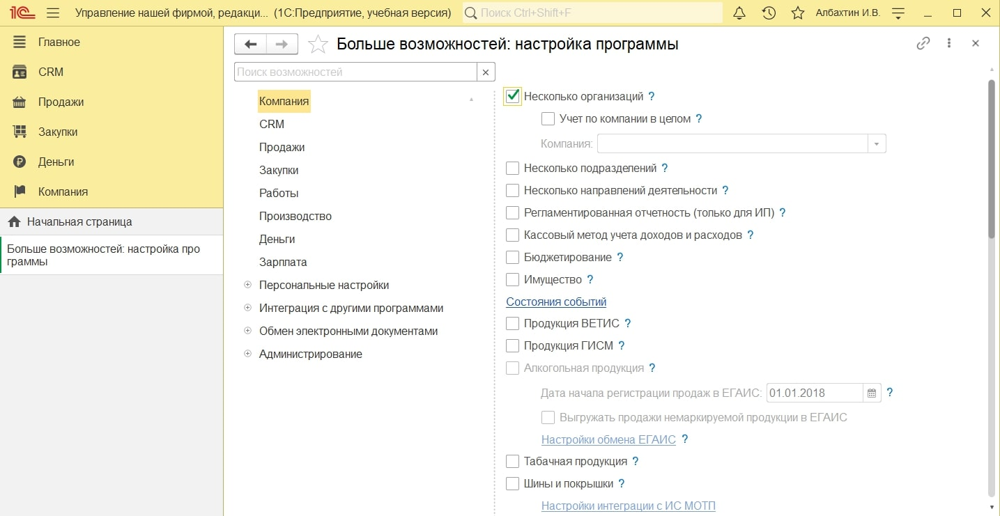 1С Управление нашей фирмой, редакци... (1С:Предприятие, учебная версия) Поиск Ctrl+Shift+F Албахтин И.В.
Главное
CRM
Продажи
Закупки
Деньги
Компания
Начальная страница
Больше возможностей: настройка про
граммы
Больше возможностей: настройка программы
Поиск возможностей
Компания
CRM
Продажи
Закупки
Работы
Производство
Деньги
Зарплата
Персональные настройки
Интеграция с другими программами
Обмен электронными документами
Администрирование
Несколько организаций ?
Учет по компании в целом ?
Компания:
Несколько подразделений ?
Несколько направлений деятельности ?
Регламентированная отчетность (только для ИП) ?
Кассовый метод учета доходов и расходов ?
Бюджетирование ?
Имущество ?
Состояния событий
Продукция ВЕТИС ?
Продукция ГИСМ ?
Алкогольная продукция ?
Дата начала регистрации продаж в ЕГАИС: 01.01.2018 ?
Выгружать продажи немаркируемой продукции в ЕГАИС
Настройки обмена ЕГАИС ?
Табачная продукция ?
Шины и покрышки ?
Настройки интеграции с ИС МОТП